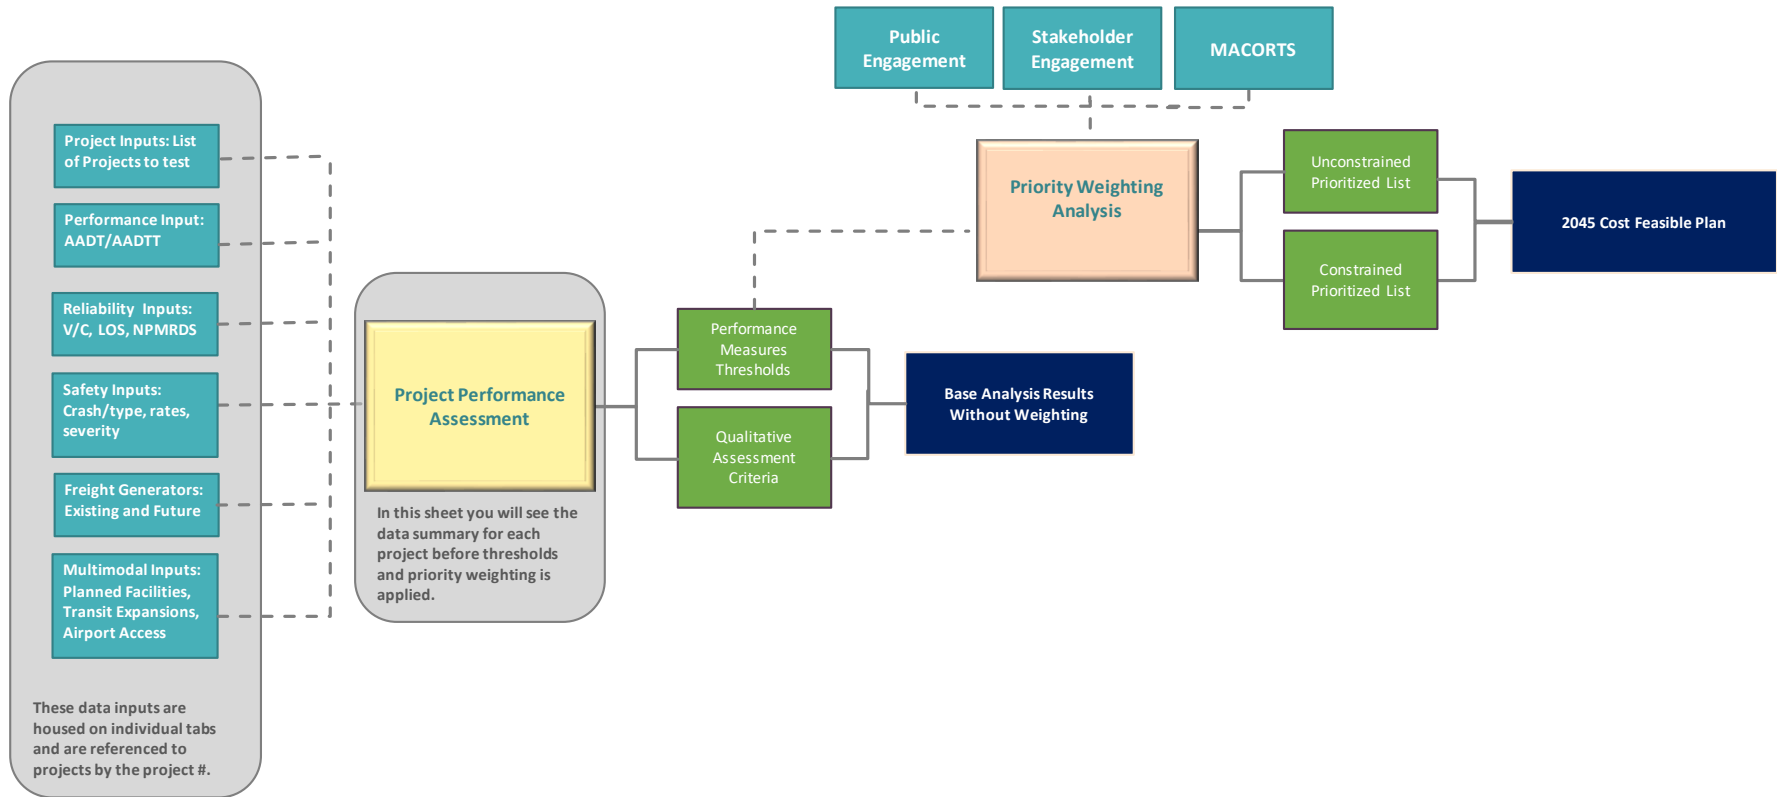 Public
Engagement
Stakeholder
Engagement
MACORTS
Project Inputs: List
of Projects to test
Performance Input:
AADT/AADTT
Reliability Inputs:
V/C, LOS, NPMRDS
Safety Inputs:
Crash/type, rates,
severity
Freight Generators:
Existing and Future
Multimodal Inputs:
Planned Facilities,
Transit Expansions,
Airport Access
These data inputs are
housed on individual tabs
and are referenced to
projects by the project #.
Project Performance
Assessment
In this sheet you will see the
data summary for each
project before thresholds
and priority weighting is
applied.
Performance
Measures
Thresholds
Qualitative
Assessment
Criteria
Base Analysis Results
Without Weighting
Priority Weighting
Analysis
Unconstrained
Prioritized List
Constrained
Prioritized List
2045 Cost Feasible Plan